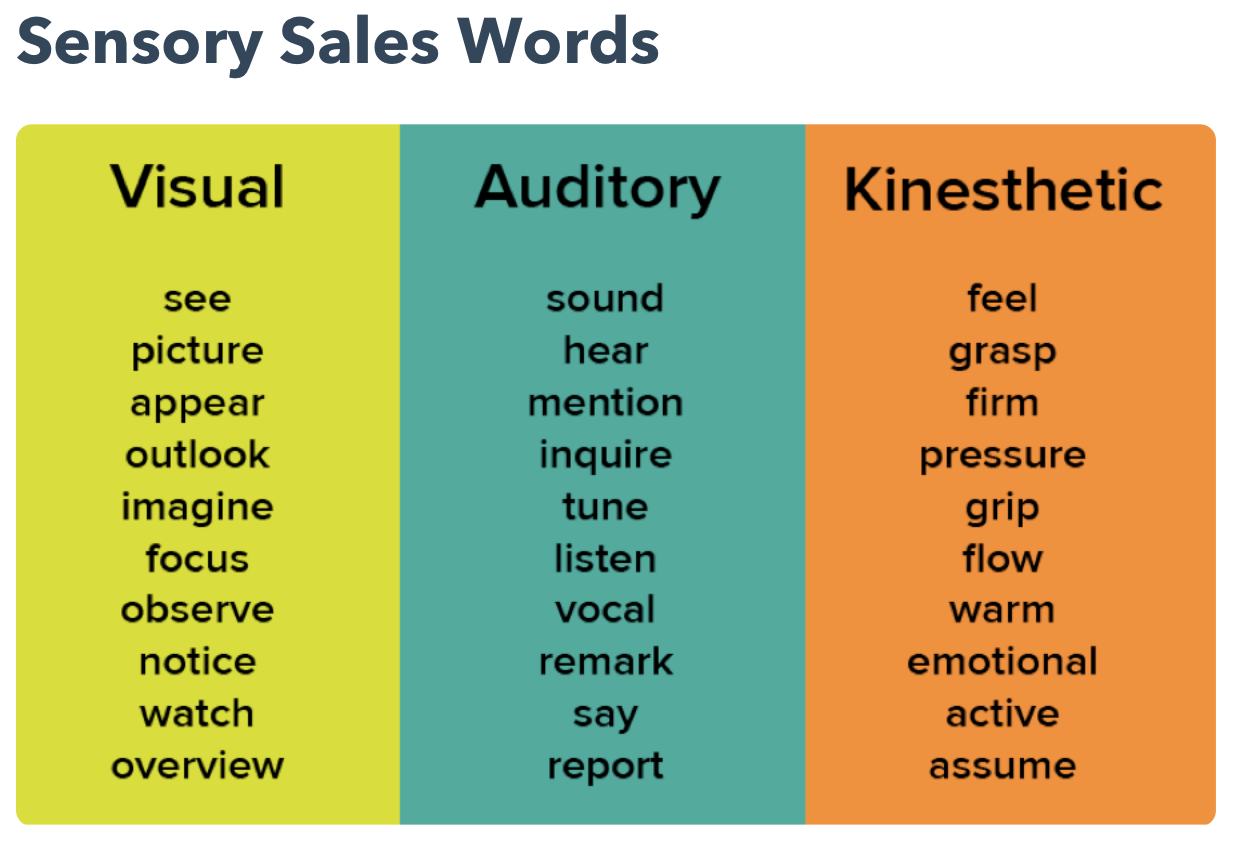 Sensory Sales Words
Visual
see
picture
appear
outlook
imagine
focus
observe
notice
watch
overview
Auditory
sound
hear
mention
inquire
tune
listen
vocal
remark
say
report
Kinesthetic
feel
grasp
firm
pressure
grip
flow
warm
emotional
active
assume